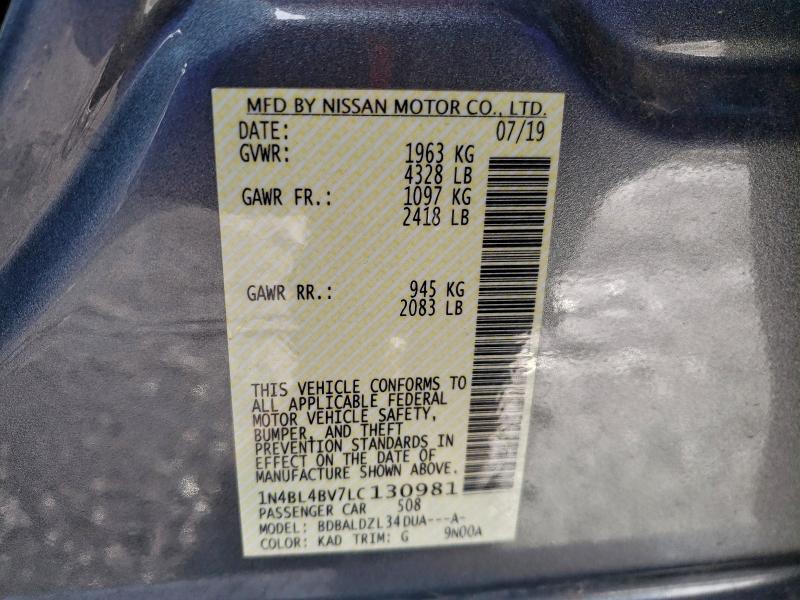 MFD BY NISSAN MOTOR CO., LTD.
DATE: 07/19
GVWR: 1963 KG
4328 LB
GAWR FR.: 1097 KG
2418 LB
GAWR RR.: 945 KG
2083 LB
THIS VEHICLE CONFORMS TO
ALL APPLICABLE FEDERAL
MOTOR VEHICLE SAFETY,
BUMPER, AND THEFT
PREVENTION STANDARDS IN
EFFECT ON THE DATE OF
MANUFACTURE SHOWN ABOVE.
1N4BL4BV7LC130981
PASSENGER CAR 508
MODEL: BDBALDZL34DUA---A-
COLOR: KAD TRIM: G 9N00A